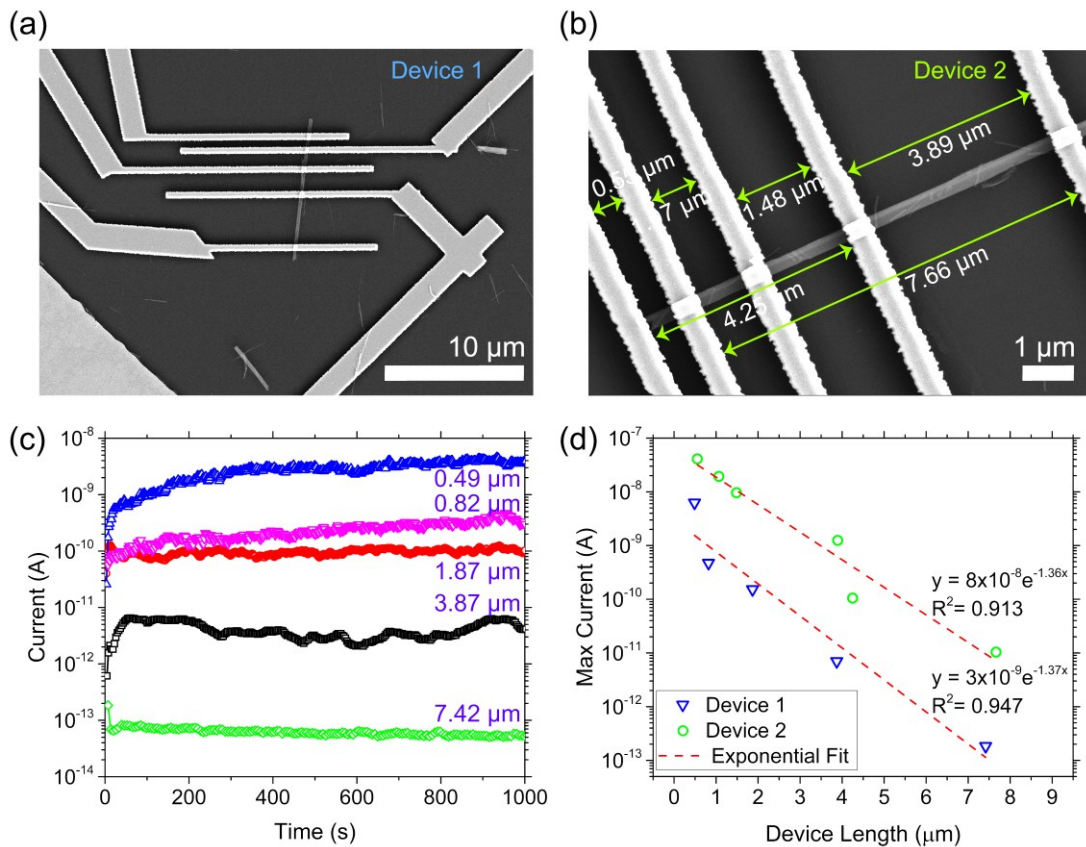 (a)
Device 1
10 μm
(b)
Device 2
3.89 μm
0.53 μm
7 μm
1.48 μm
7.66 μm
4.25 μm
1 μm
(c)
10⁻⁸
10⁻⁹
10⁻¹⁰
10⁻¹¹
10⁻¹²
10⁻¹³
10⁻¹⁴
Current (A)
0.49 μm
0.82 μm
1.87 μm
3.87 μm
7.42 μm
0 200 400 600 800 1000
Time (s)
(d)
10⁻⁷
10⁻⁸
10⁻⁹
10⁻¹⁰
10⁻¹¹
10⁻¹²
10⁻¹³
Max Current (A)
y = 8x10⁻⁸e⁻¹·³⁶ˣ
R²= 0.913
y = 3x10⁻⁹e⁻¹·³⁷ˣ
R²= 0.947
Device 1
Device 2
Exponential Fit
0 1 2 3 4 5 6 7 8 9
Device Length (μm)